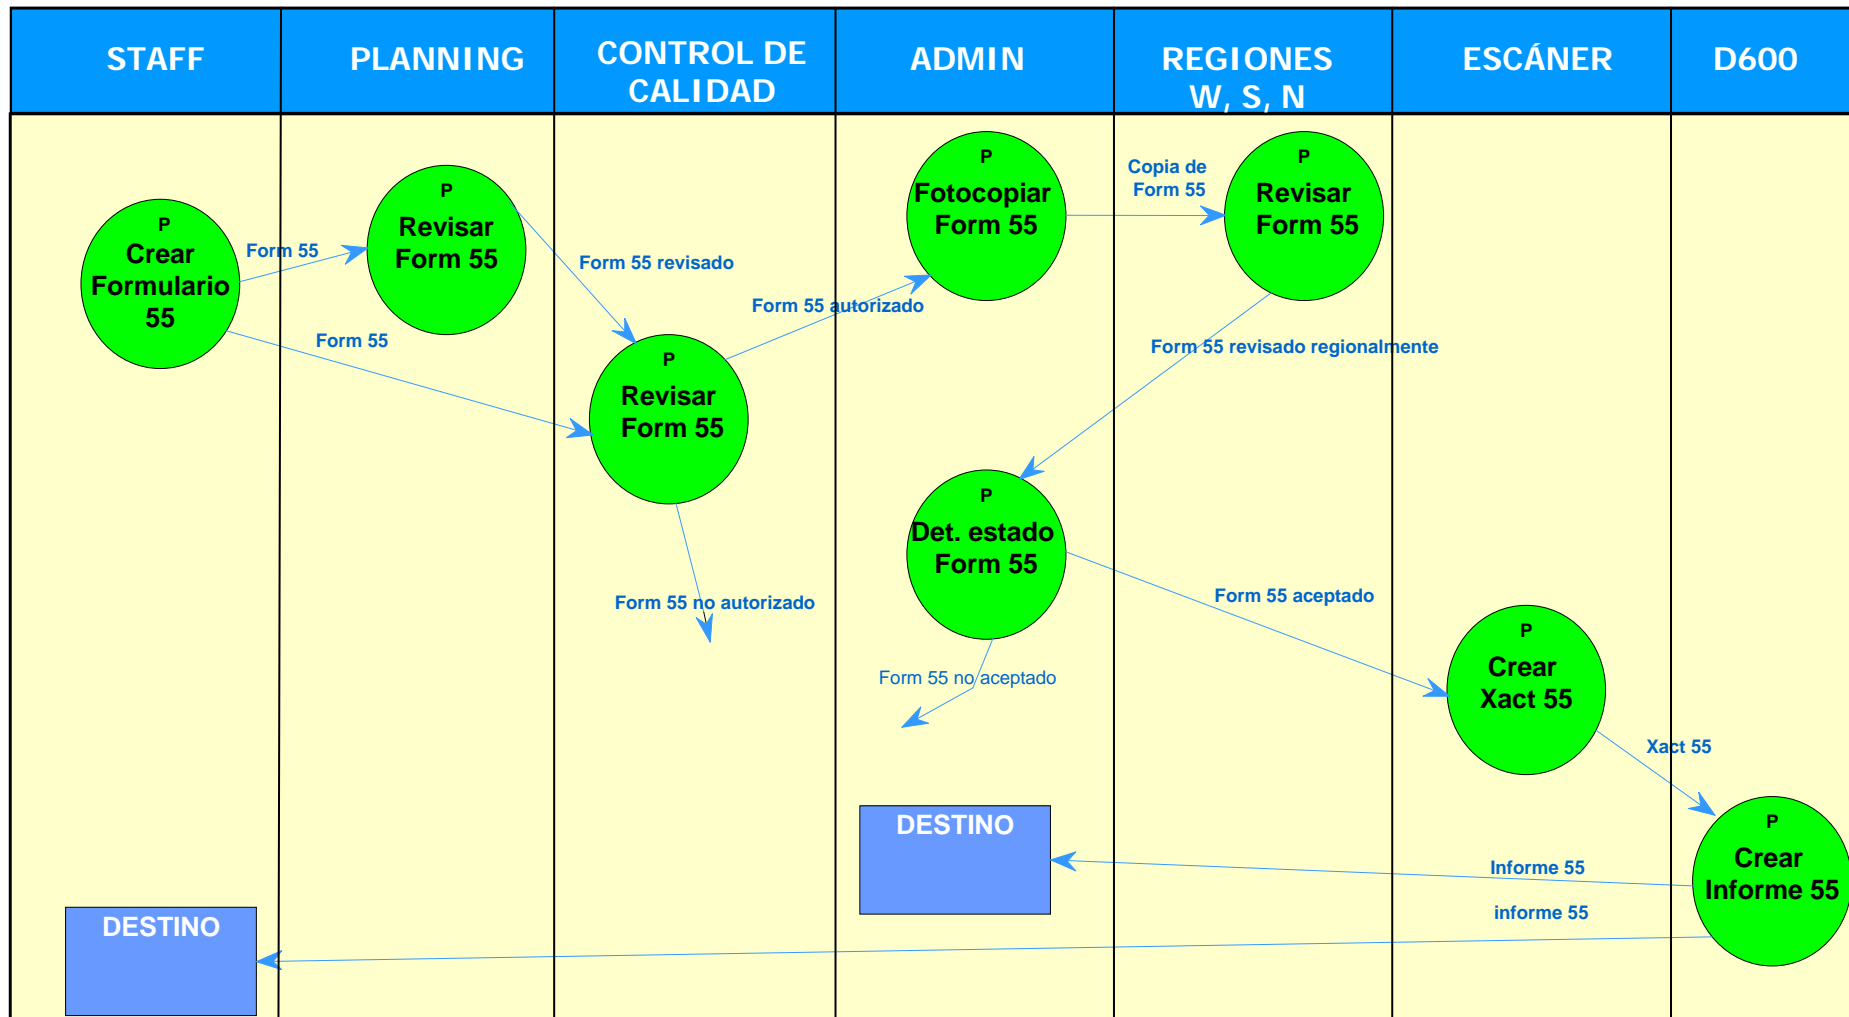 STAFF
PLANNING
CONTROL DE
CALIDAD
ADMIN
REGIONES
W, S, N
ESCÁNER
D600
P
Crear
Formulario
55
Form 55
Form 55
P
Revisar
Form 55
Form 55 revisado
P
Revisar
Form 55
Form 55 autorizado
Form 55 no autorizado
P
Fotocopiar
Form 55
Copia de
Form 55
P
Revisar
Form 55
Form 55 revisado regionalmente
P
Det. estado
Form 55
Form 55 aceptado
Form 55 no aceptado
P
Crear
Xact 55
Xact 55
P
Crear
Informe 55
Informe 55
informe 55
DESTINO
DESTINO